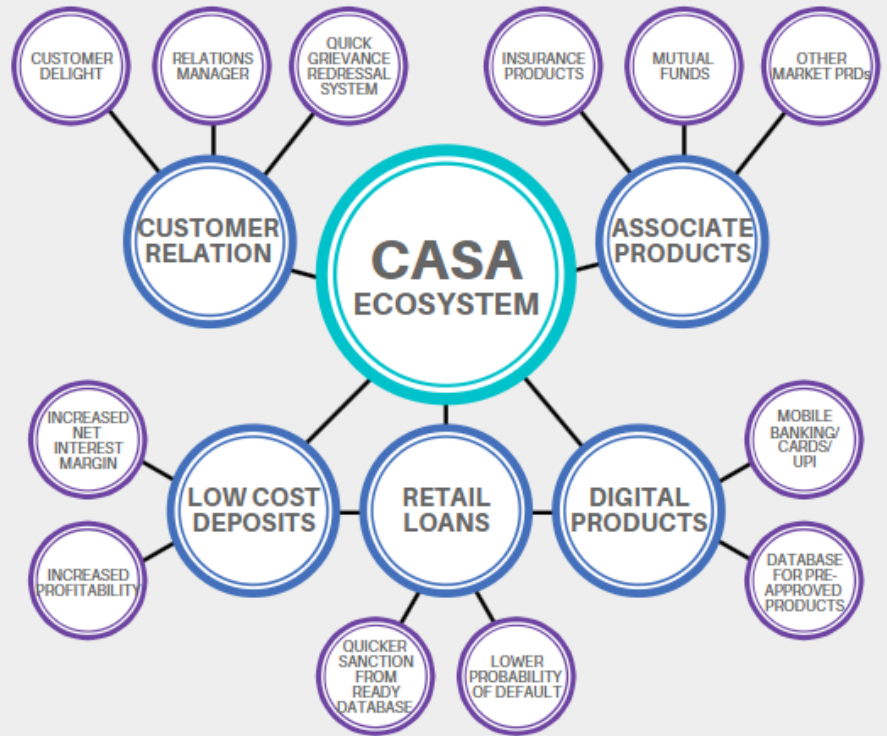 CUSTOMER
DELIGHT
RELATIONS
MANAGER
QUICK
GRIEVANCE
REDRESSAL
SYSTEM
INSURANCE
PRODUCTS
MUTUAL
FUNDS
OTHER
MARKET PRDs
CUSTOMER
RELATION
CASA
ECOSYSTEM
ASSOCIATE
PRODUCTS
INCREASED
NET
INTEREST
MARGIN
INCREASED
PROFITABILITY
LOW COST
DEPOSITS
RETAIL
LOANS
DIGITAL
PRODUCTS
MOBILE
BANKING/
CARDS/
UPI
DATABASE
FOR PRE-
APPROVED
PRODUCTS
QUICKER
SANCTION
FROM
READY
DATABASE
LOWER
PROBABILITY
OF DEFAULT